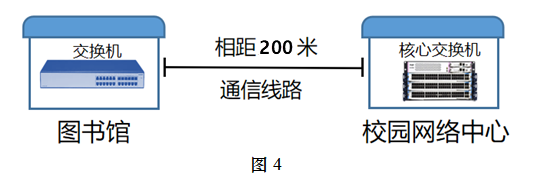 交换机
相距 200 米
核心交换机
通信线路
图书馆
校园网络中心
图 4